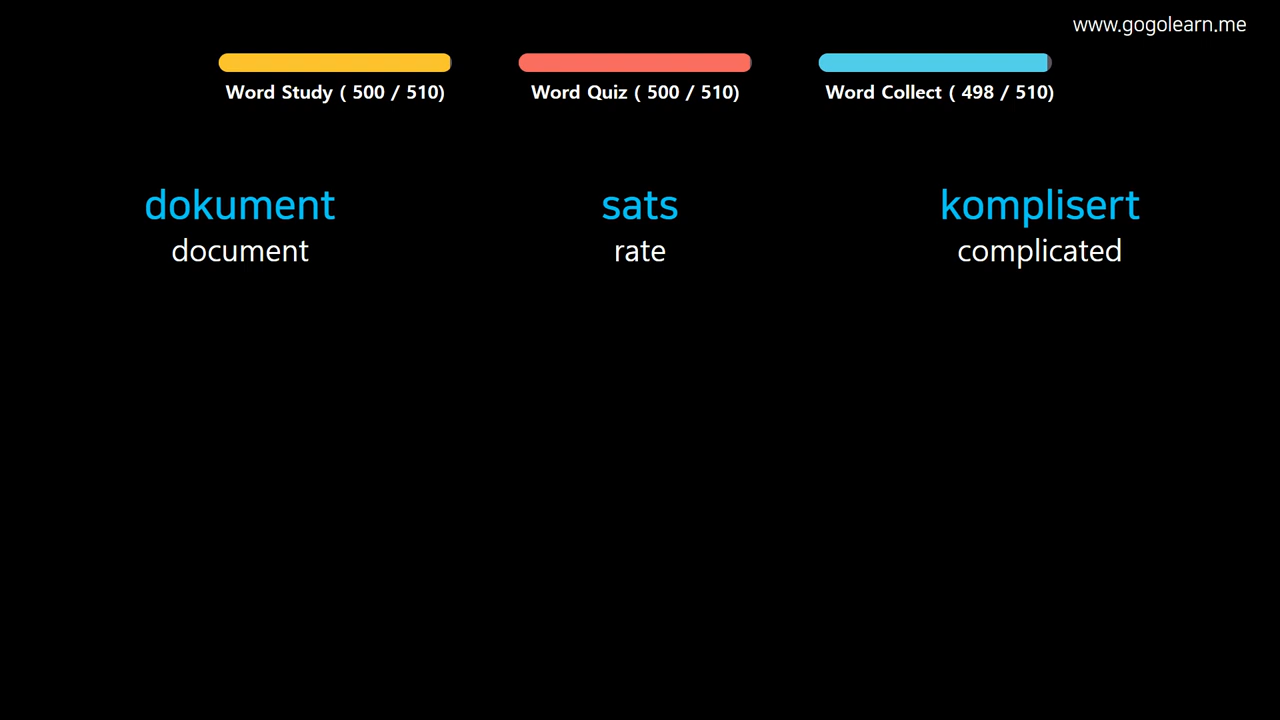 www.gogolearn.me
Word Study ( 500 / 510)
Word Quiz ( 500 / 510)
Word Collect ( 498 / 510)
dokument
document
sats
rate
komplisert
complicated